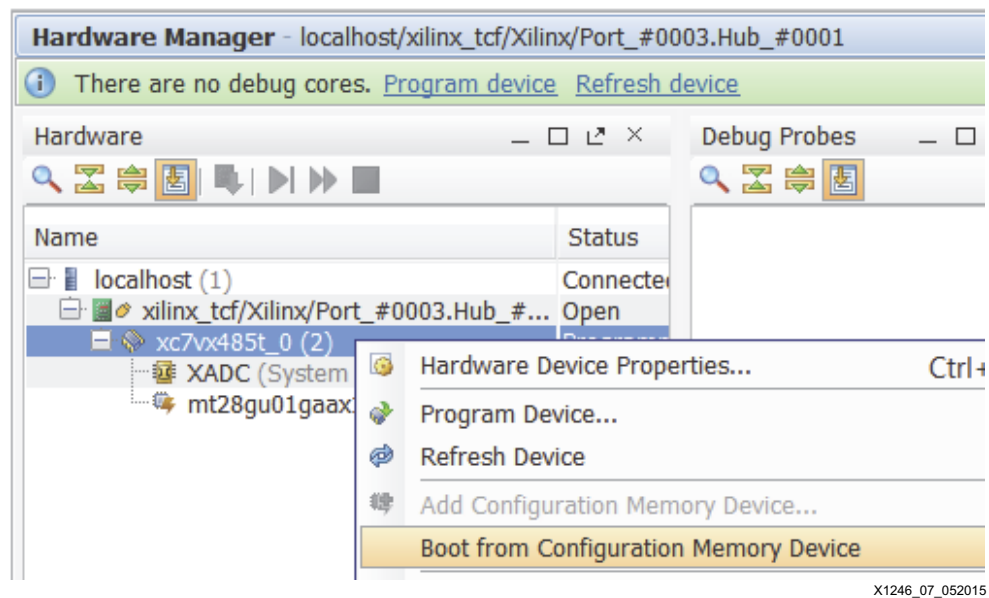 Hardware Manager - localhost/xilinx_tcf/Xilinx/Port_#0003.Hub_#0001
There are no debug cores. Program device Refresh device
Hardware
Debug Probes
Name Status
localhost (1) Connected
xilinx_tcf/Xilinx/Port_#0003.Hub_#... Open
xc7vx485t_0 (2)
XADC (System
mt28gu01gaax
Hardware Device Properties... Ctrl+
Program Device...
Refresh Device
Add Configuration Memory Device...
Boot from Configuration Memory Device
X1246_07_052015